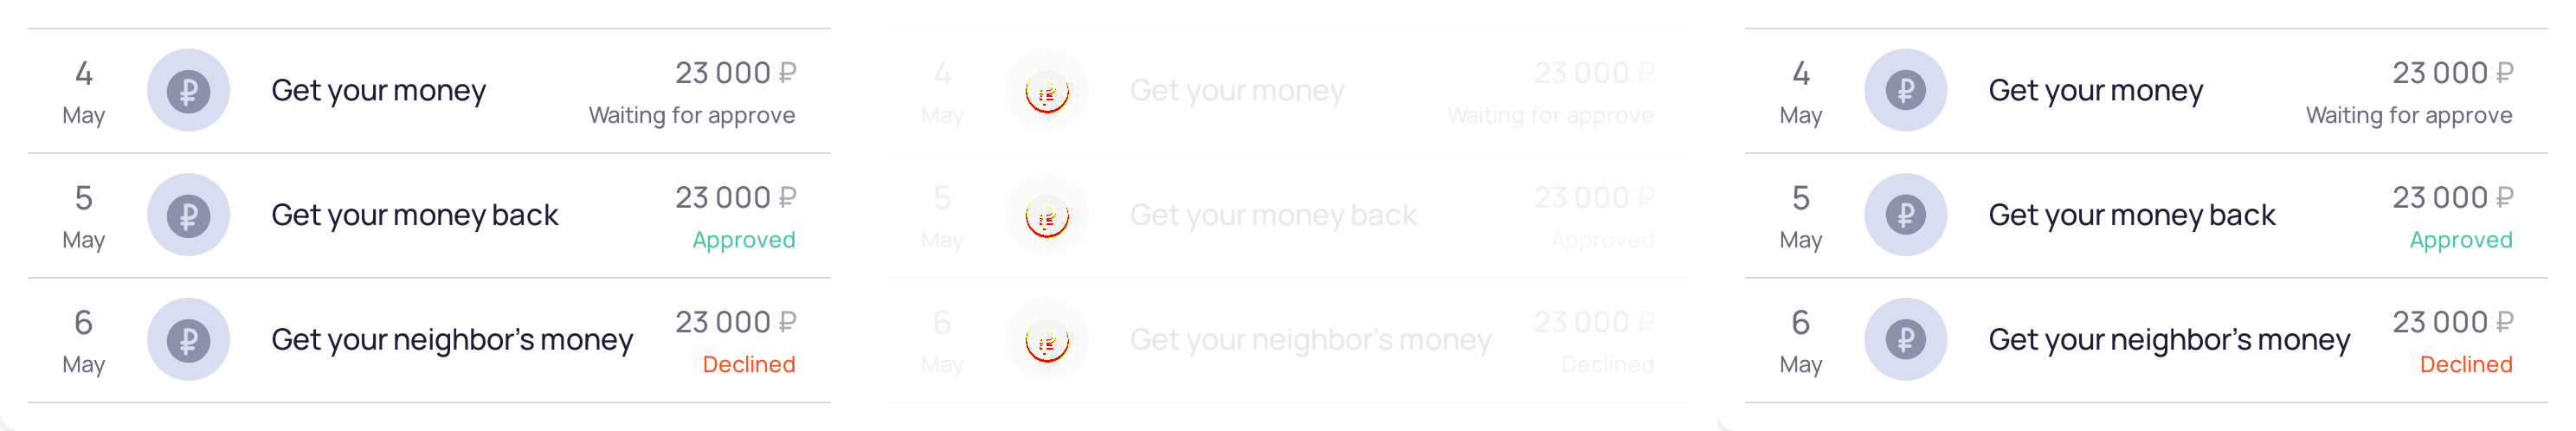 4
May
₽
Get your money
23 000 ₽
Waiting for approve
5
May
₽
Get your money back
23 000 ₽
Approved
6
May
₽
Get your neighbor's money
23 000 ₽
Declined
4
May
₽
Get your money
23 000 ₽
Waiting for approve
5
May
₽
Get your money back
23 000 ₽
Approved
6
May
₽
Get your neighbor's money
23 000 ₽
Declined
4
May
₽
Get your money
23 000 ₽
Waiting for approve
5
May
₽
Get your money back
23 000 ₽
Approved
6
May
₽
Get your neighbor's money
23 000 ₽
Declined